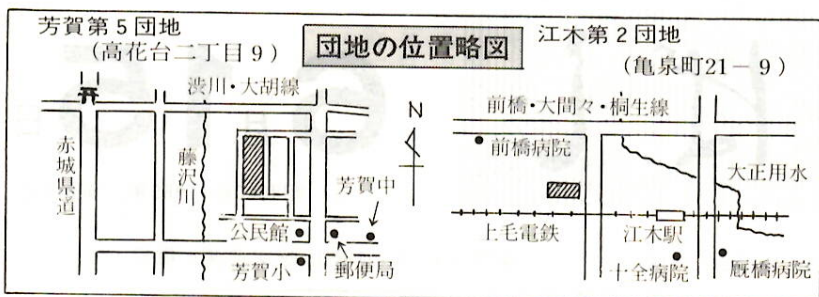 団地の位置略図
芳賀第5団地
(高花台二丁目9)
渋川・大胡線
赤城県道
藤沢川
芳賀中
公民館
芳賀小
郵便局
N
江木第2団地
(亀泉町21−9)
前橋・大間々・桐生線
前橋病院
大正用水
上毛電鉄
江木駅
十全病院
厩橋病院